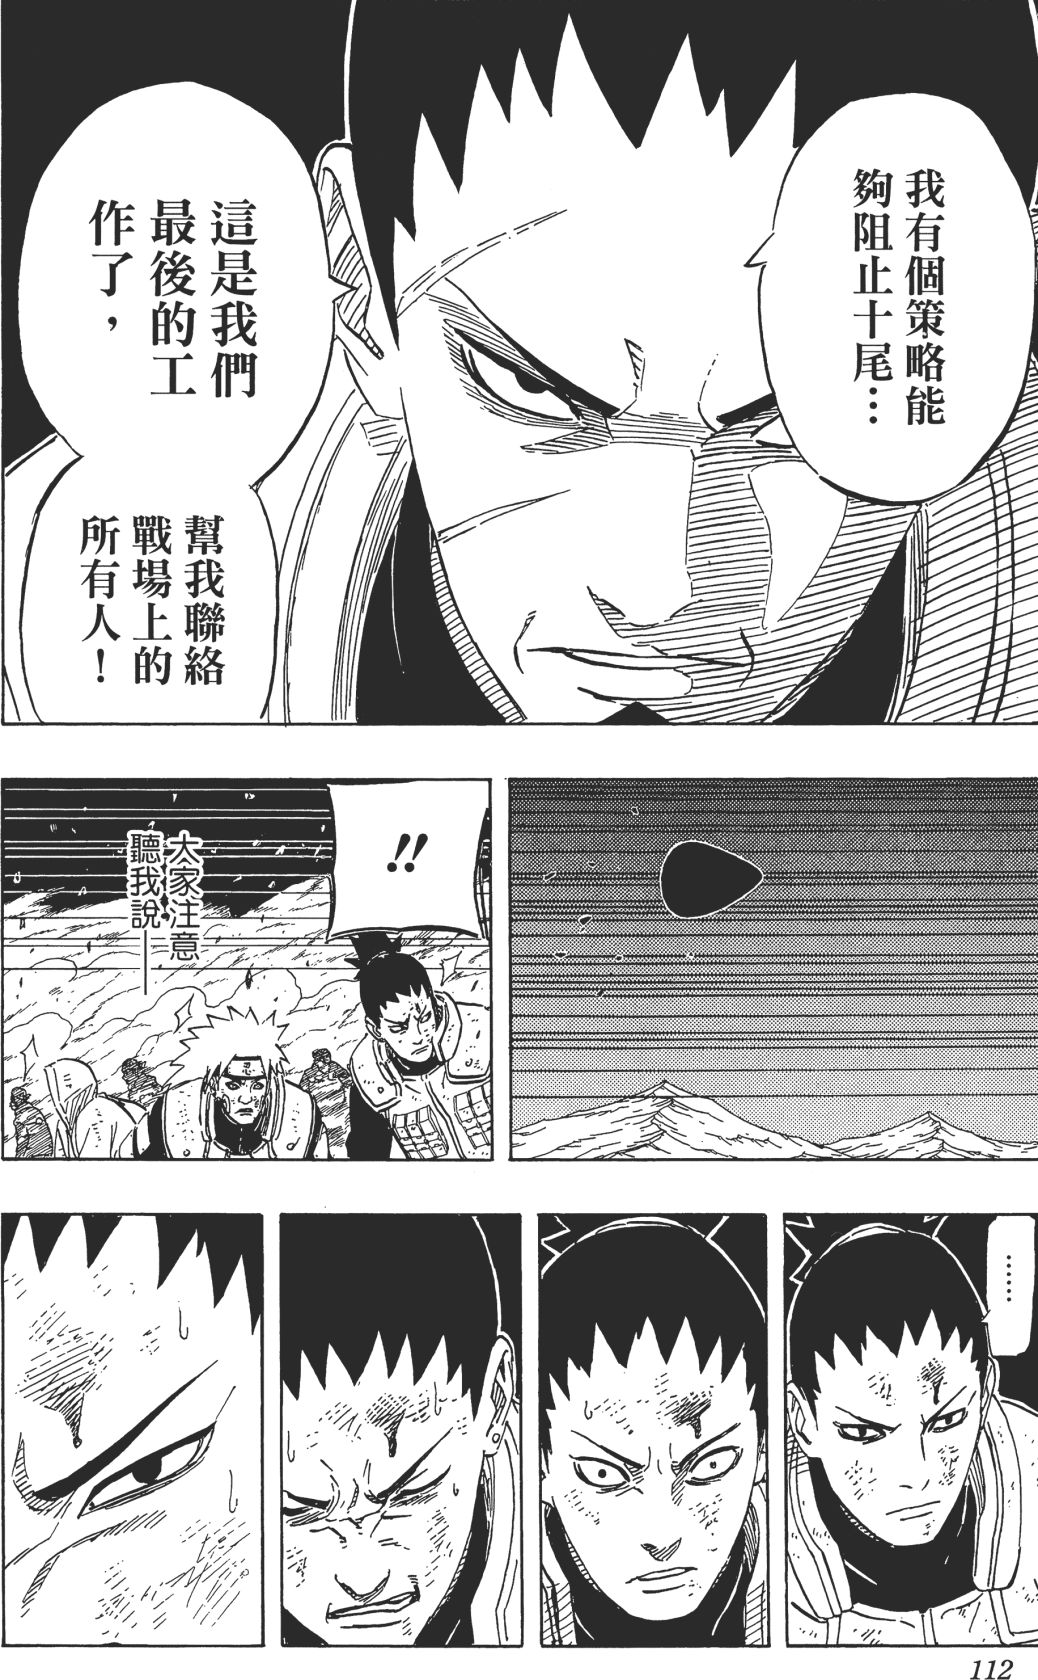 我有個策略能
夠阻止十尾…
這是我們
最後的工
作了，
幫我聯絡
戰場上的
所有人！
!!
大家注意
聽我說——
……
忍
112